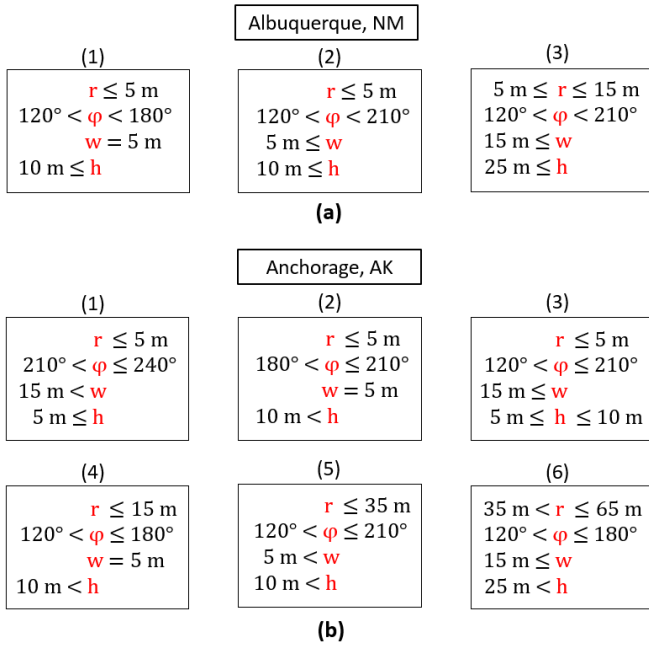 Albuquerque, NM
(1)
r ≤ 5 m
120° < φ < 180°
w = 5 m
10 m ≤ h
(2)
r ≤ 5 m
120° < φ < 210°
5 m ≤ w
10 m ≤ h
(3)
5 m ≤ r ≤ 15 m
120° < φ < 210°
15 m ≤ w
25 m ≤ h
(a)
Anchorage, AK
(1)
r ≤ 5 m
210° < φ ≤ 240°
15 m < w
5 m ≤ h
(2)
r ≤ 5 m
180° < φ ≤ 210°
w = 5 m
10 m < h
(3)
r ≤ 5 m
120° < φ ≤ 210°
15 m ≤ w
5 m ≤ h ≤ 10 m
(4)
r ≤ 15 m
120° < φ ≤ 180°
w = 5 m
10 m < h
(5)
r ≤ 35 m
120° < φ ≤ 210°
5 m < w
10 m < h
(6)
35 m < r ≤ 65 m
120° < φ ≤ 180°
15 m ≤ w
25 m < h
(b)